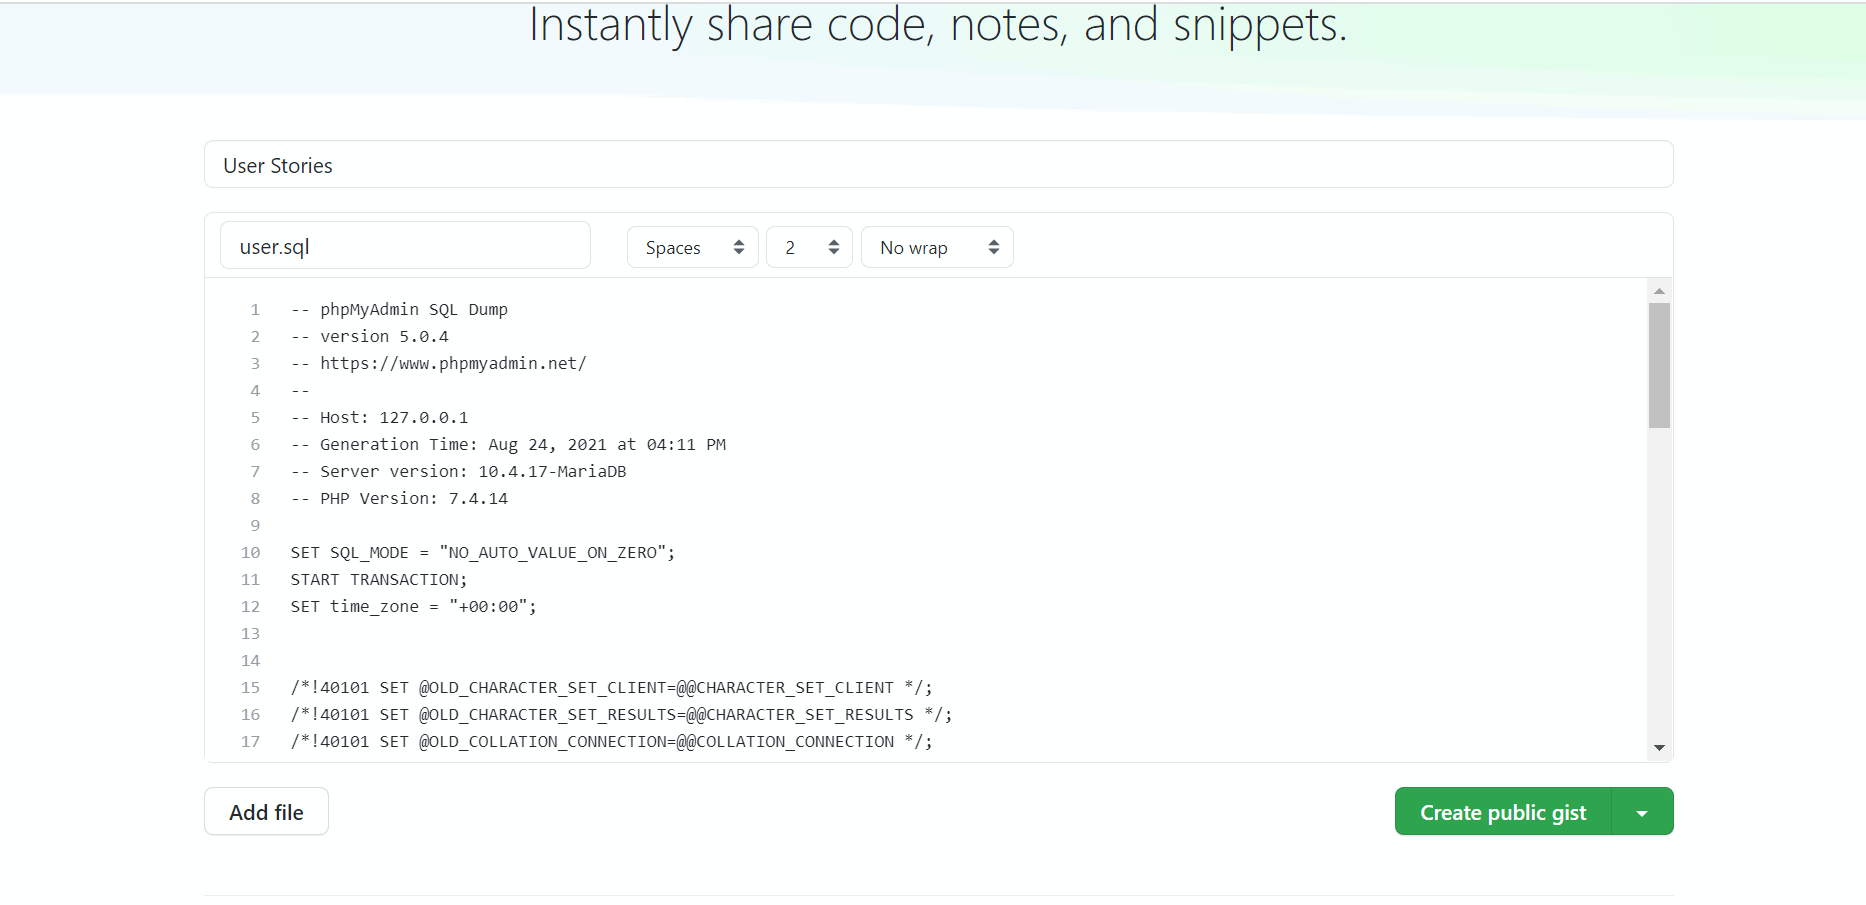 Instantly share code, notes, and snippets.
User Stories
user.sql Spaces 2 No wrap
1 -- phpMyAdmin SQL Dump
2 -- version 5.0.4
3 -- https://www.phpmyadmin.net/
4 --
5 -- Host: 127.0.0.1
6 -- Generation Time: Aug 24, 2021 at 04:11 PM
7 -- Server version: 10.4.17-MariaDB
8 -- PHP Version: 7.4.14
9
10 SET SQL_MODE = "NO_AUTO_VALUE_ON_ZERO";
11 START TRANSACTION;
12 SET time_zone = "+00:00";
13
14
15 /*!40101 SET @OLD_CHARACTER_SET_CLIENT=@@CHARACTER_SET_CLIENT */;
16 /*!40101 SET @OLD_CHARACTER_SET_RESULTS=@@CHARACTER_SET_RESULTS */;
17 /*!40101 SET @OLD_COLLATION_CONNECTION=@@COLLATION_CONNECTION */;
Add file Create public gist